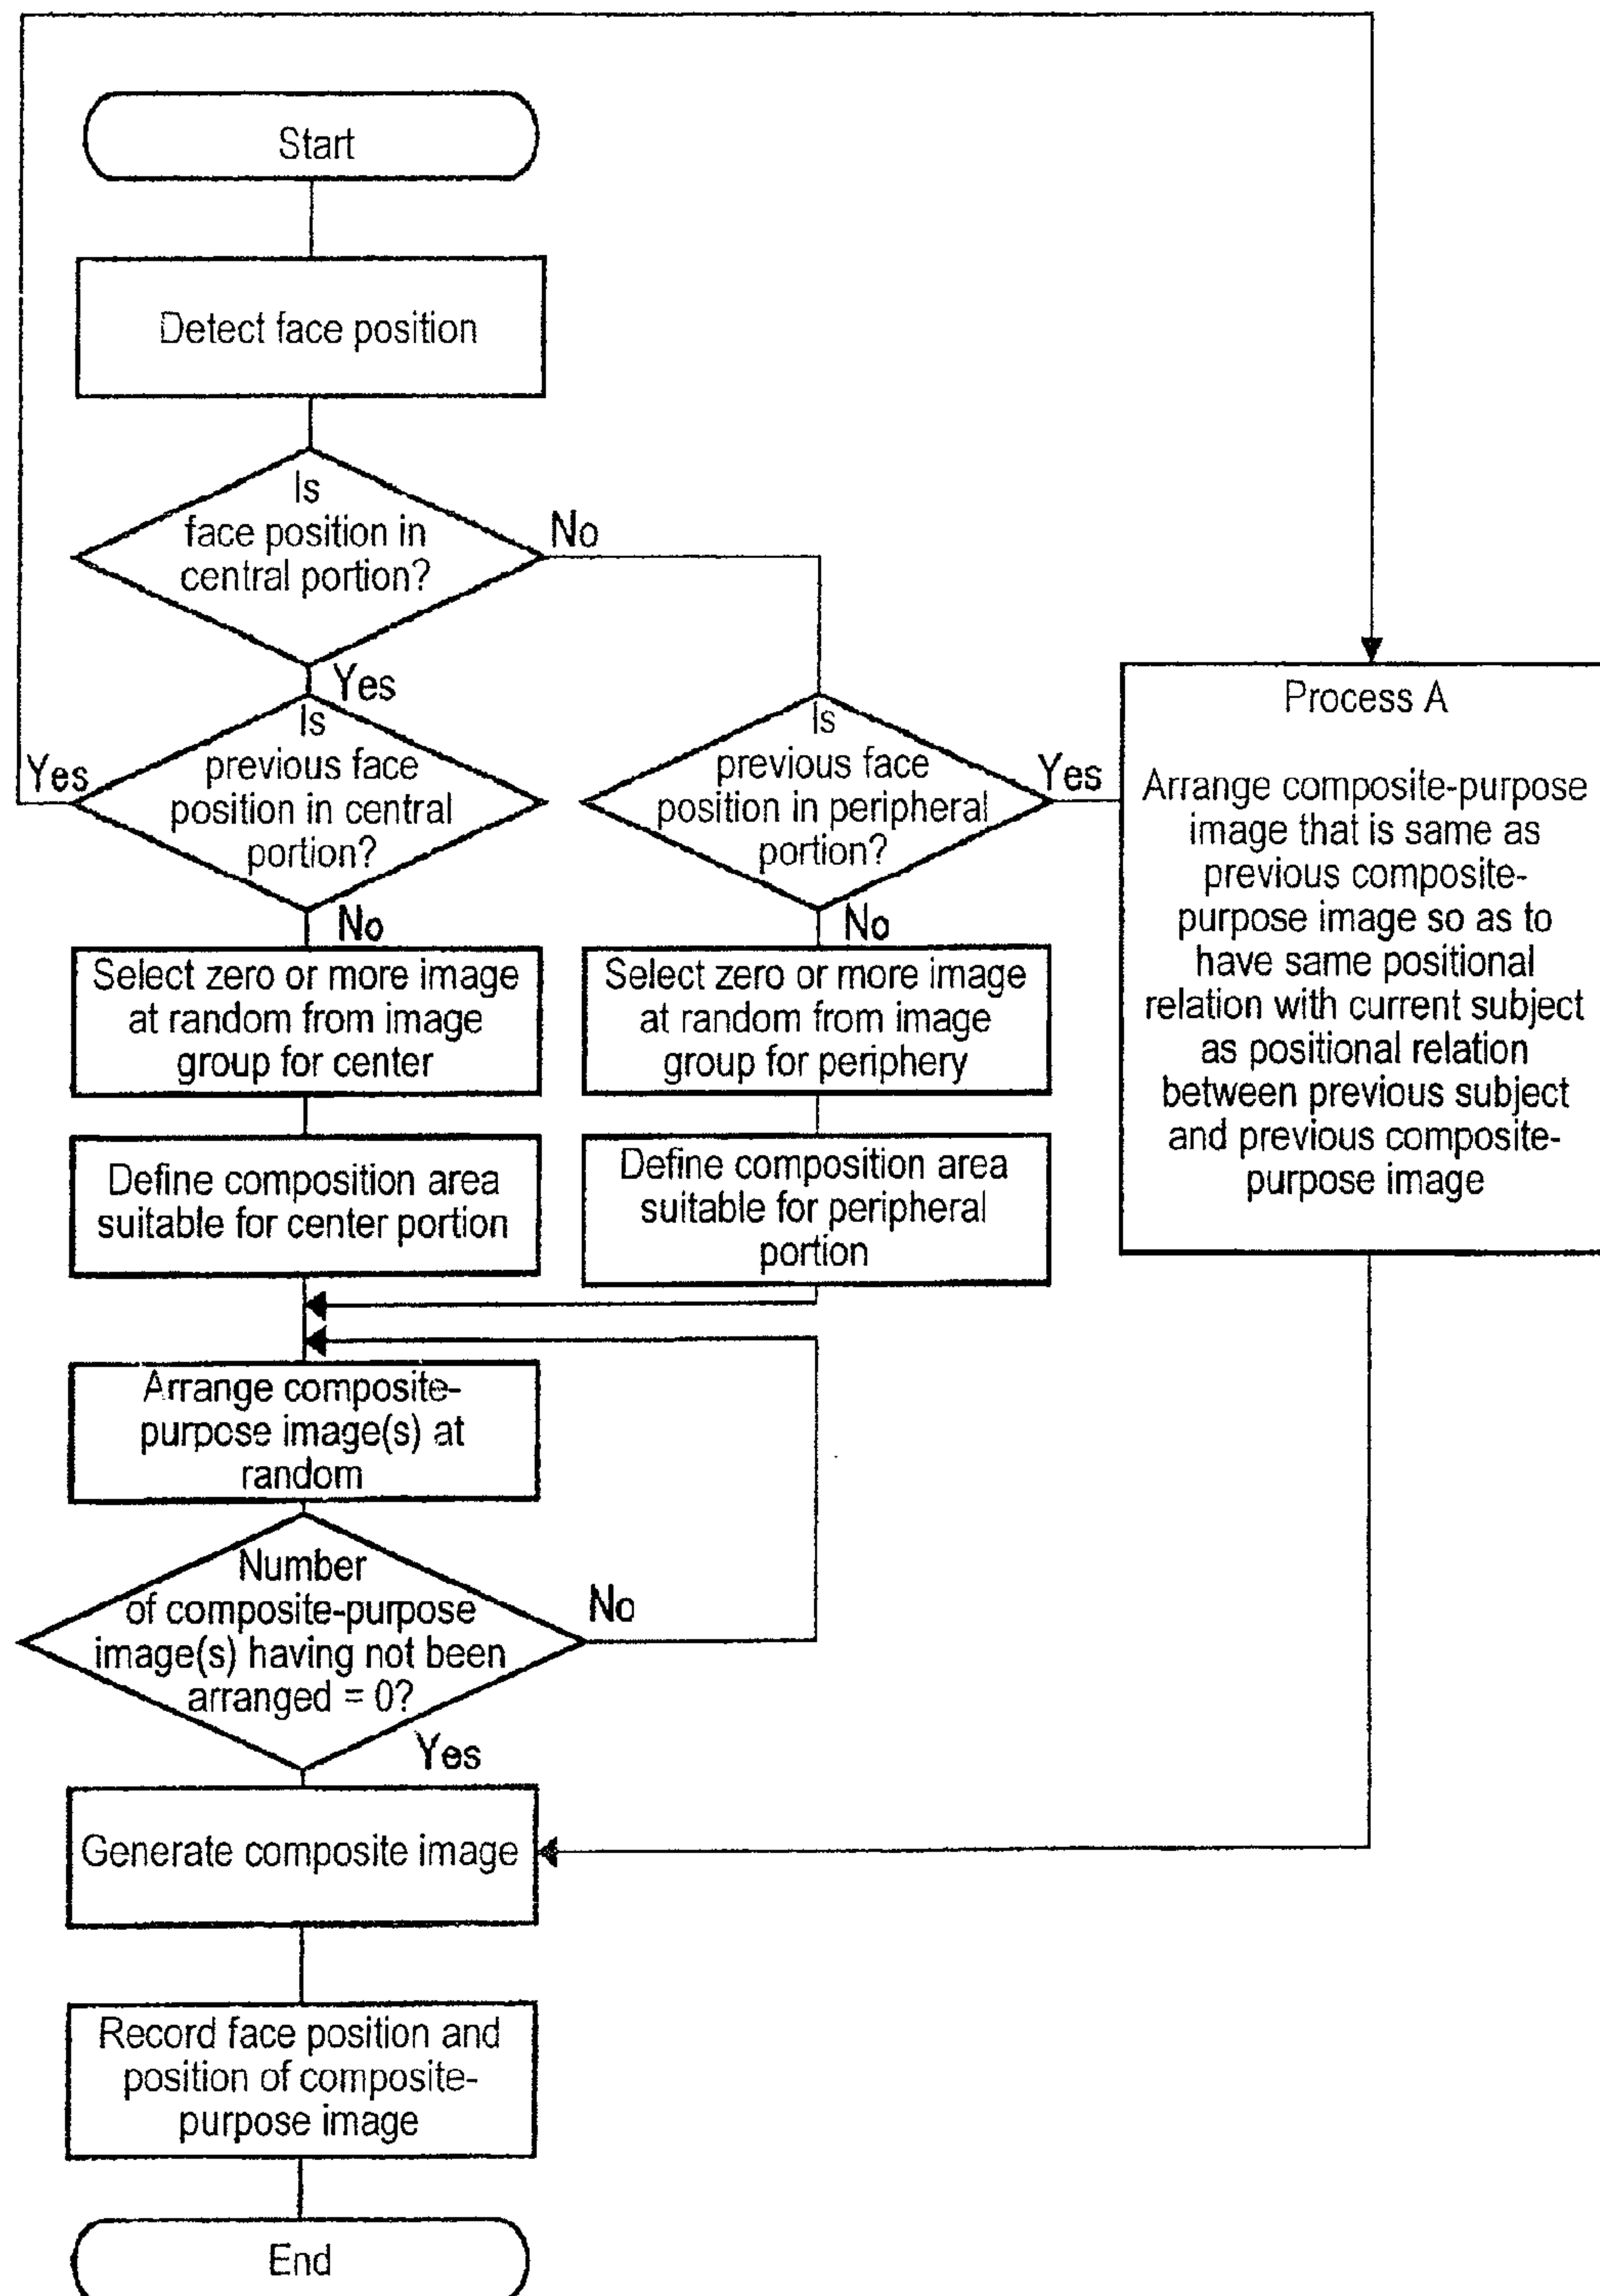 Start
Detect face position
Is
face position in
central portion?
No
Yes
Is
previous face
position in central
portion?
Yes
No
Is
previous face
position in peripheral
portion?
Yes
No
Process A
Arrange composite-purpose
image that is same as
previous composite-
purpose image so as to
have same positional
relation with current subject
as positional relation
between previous subject
and previous composite-
purpose image
Select zero or more image
at random from image
group for center
Select zero or more image
at random from image
group for periphery
Define composition area
suitable for center portion
Define composition area
suitable for peripheral
portion
Arrange composite-
purpose image(s) at
random
Number
of composite-purpose
image(s) having not been
arranged = 0?
No
Yes
Generate composite image
Record face position and
position of composite-
purpose image
End